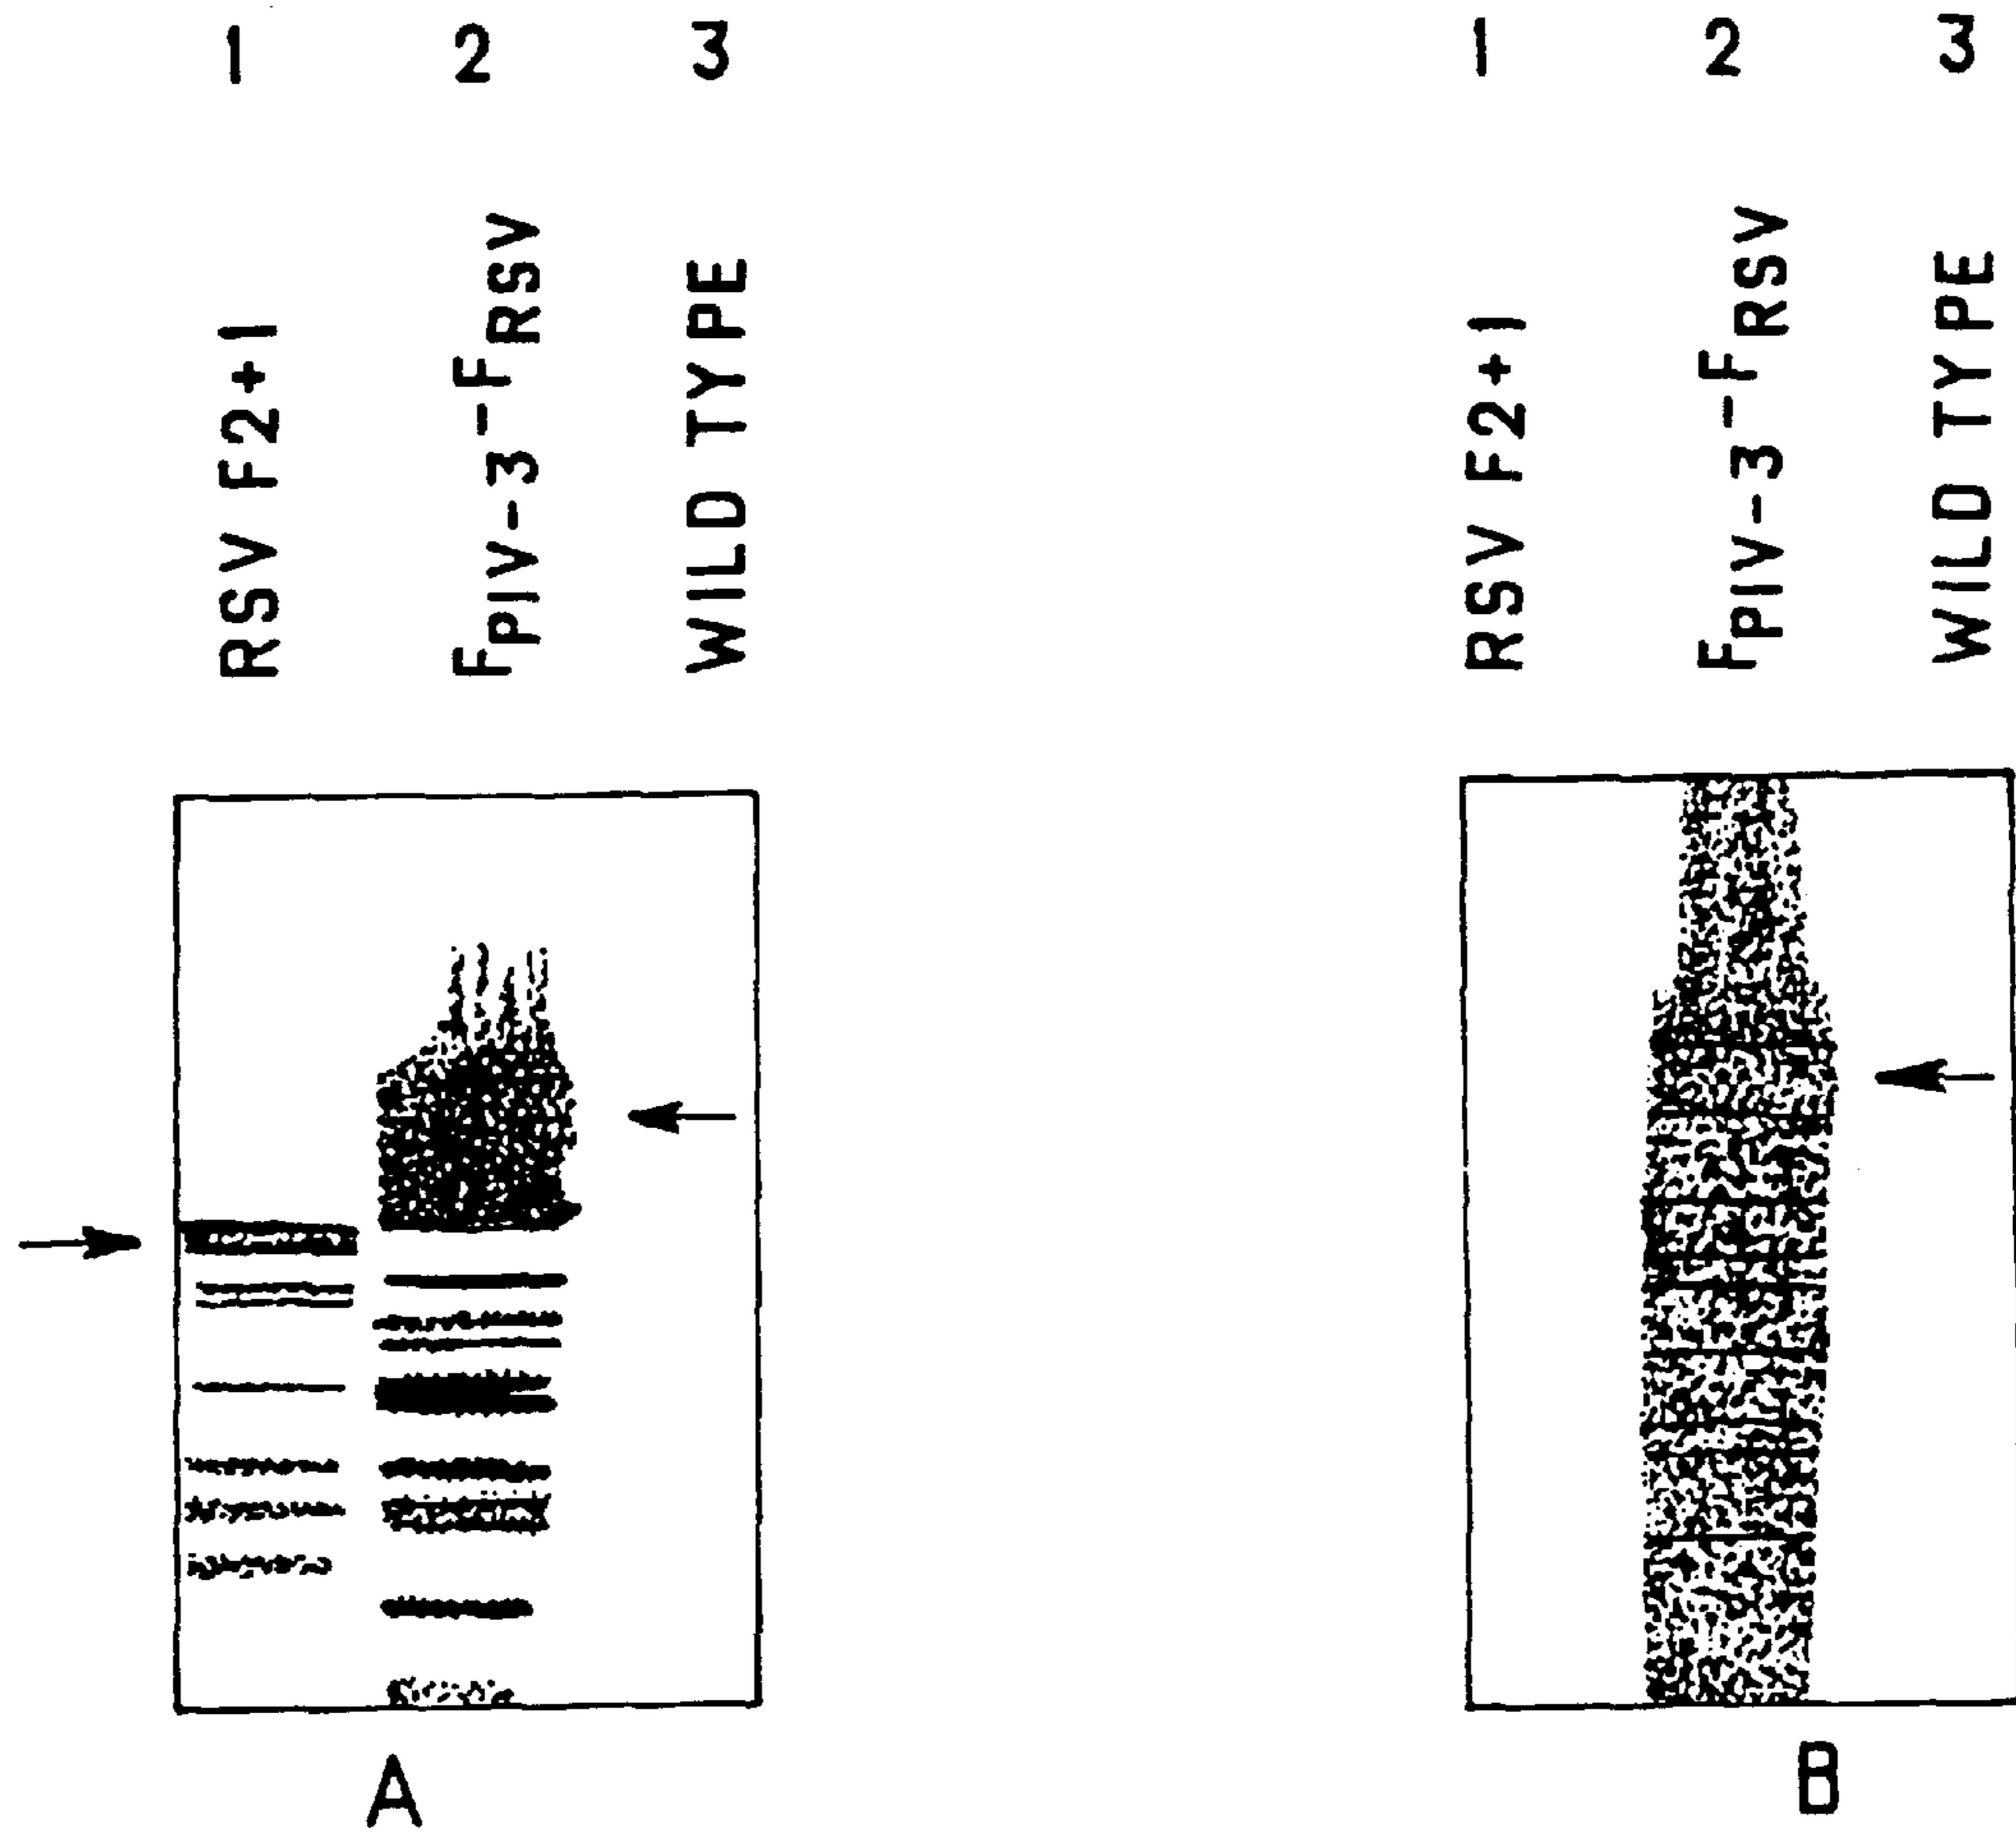 1 2 3
RSV F2+1
FPIV-3-FRSV
WILD TYPE
A
1 2 3
RSV F2+1
FPIV-3-FRSV
WILD TYPE
B